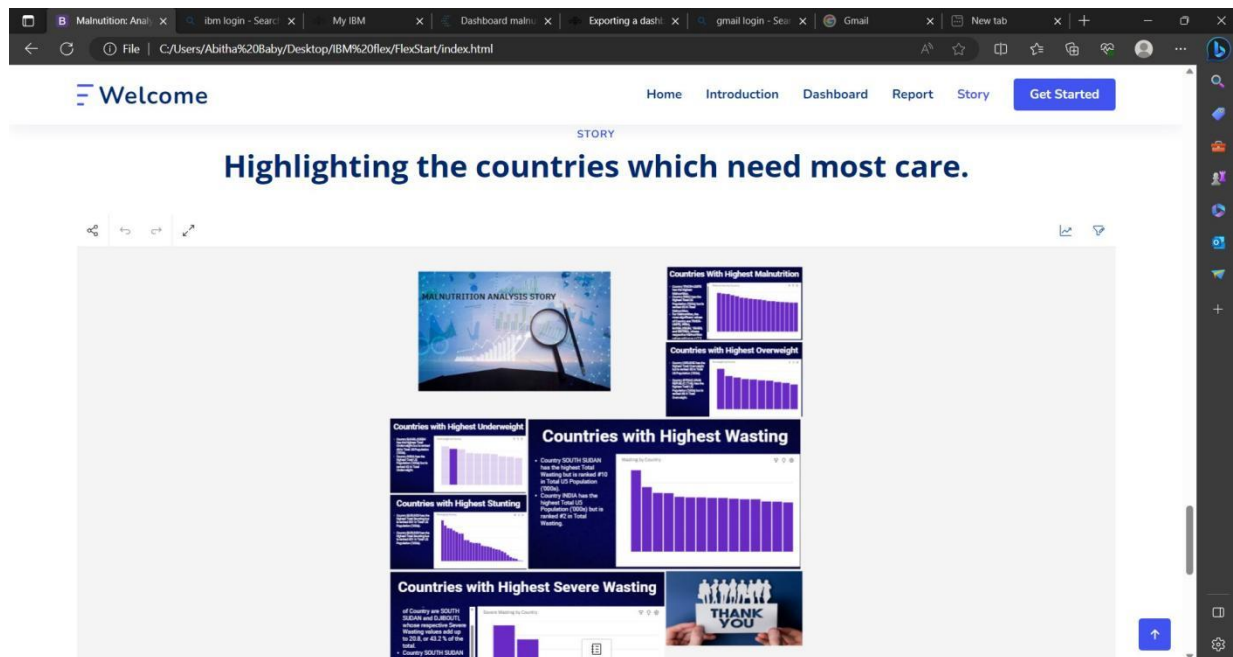 Malnutition: Analy
ibm login - Search
My IBM
Dashboard malnu
Exporting a dashb
gmail login - Sear
Gmail
New tab
File | C:/Users/Abitha%20Baby/Desktop/IBM%20flex/FlexStart/index.html
Welcome
Home Introduction Dashboard Report Story Get Started
STORY
Highlighting the countries which need most care.
MALNUTRITION ANALYSIS STORY
Countries With Highest Malnutrition
Countries with Highest Overweight
Countries with Highest Underweight
Countries with Highest Stunting
Countries with Highest Wasting
• Country SOUTH SUDAN
has the highest Total
Wasting but is ranked #10
in Total US Population
('000s).
• Country INDIA has the
highest Total US
Population ('000s) but is
ranked #2 in Total
Wasting.
Wasting by Country
Countries with Highest Severe Wasting
of Country are SOUTH
SUDAN and DJIBOUTI,
whose respective Severe
Wasting values add up
to 20.8, or 43.2 % of the
total.
• Country SOUTH SUDAN
Severe Wasting by Country
THANK
YOU